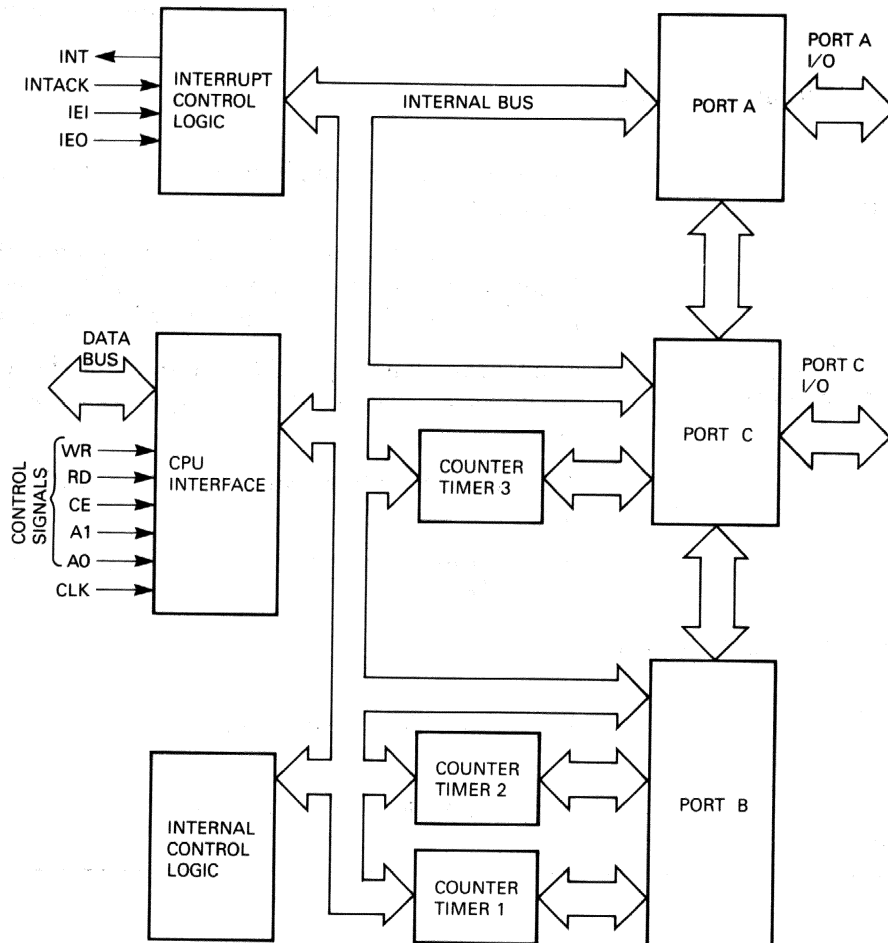 INT
INTACK
IEI
IEO
INTERRUPT
CONTROL
LOGIC
INTERNAL BUS
PORT A
PORT A
I/O
DATA
BUS
CONTROL
SIGNALS
WR
RD
CE
A1
A0
CLK
CPU
INTERFACE
COUNTER
TIMER 3
PORT C
PORT C
I/O
INTERNAL
CONTROL
LOGIC
COUNTER
TIMER 2
COUNTER
TIMER 1
PORT B